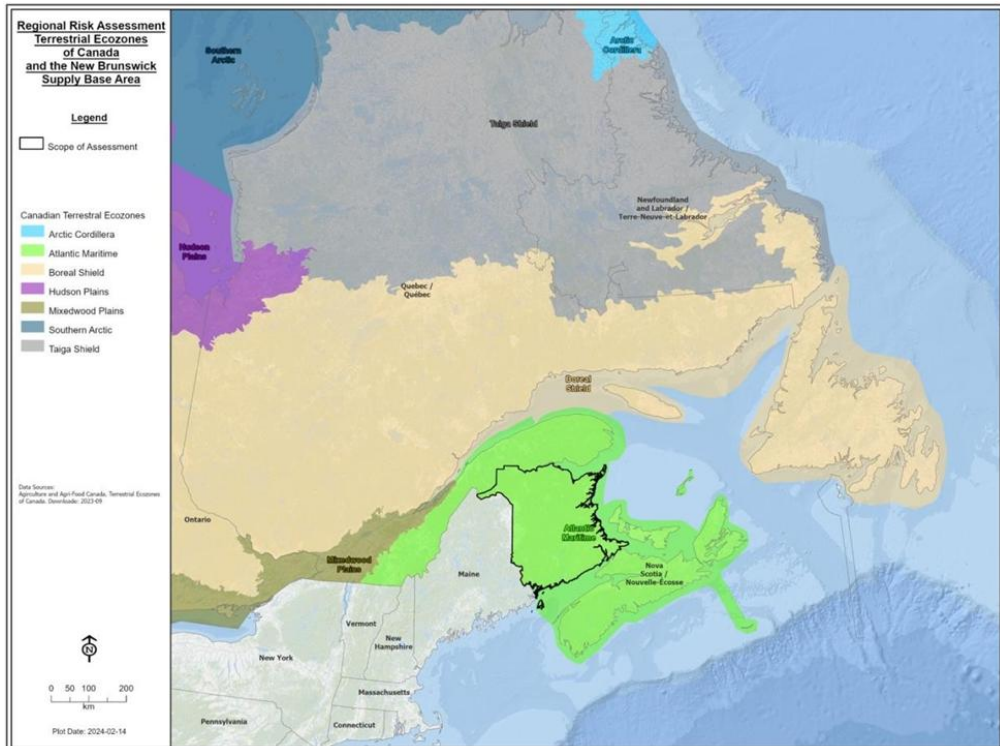 Regional Risk Assessment
Terrestrial Ecozones
of Canada
and the New Brunswick
Supply Base Area
Legend
Scope of Assessment
Canadian Terrestrial Ecozones
Arctic Cordillera
Atlantic Maritime
Boreal Shield
Hudson Plains
Mixedwood Plains
Southern Arctic
Taiga Shield
Data Sources:
Agriculture and Agri-Food Canada. Terrestrial Ecozones
of Canada. Downloade: 2023-09
N
0 50 100 200
km
Plot Date: 2024-02-14
Southern
Arctic
Arctic
Cordillera
Taiga Shield
Newfoundland
and Labrador /
Terre-Neuve-et-Labrador
Hudson
Plains
Quebec /
Québec
Boreal
Shield
Ontario
Mixedwood
Plains
Atlantic
Maritime
Nova
Scotia /
Nouvelle-Écosse
Maine
Vermont
New
Hampshire
New York
Massachusetts
Pennsylvania
Connecticut